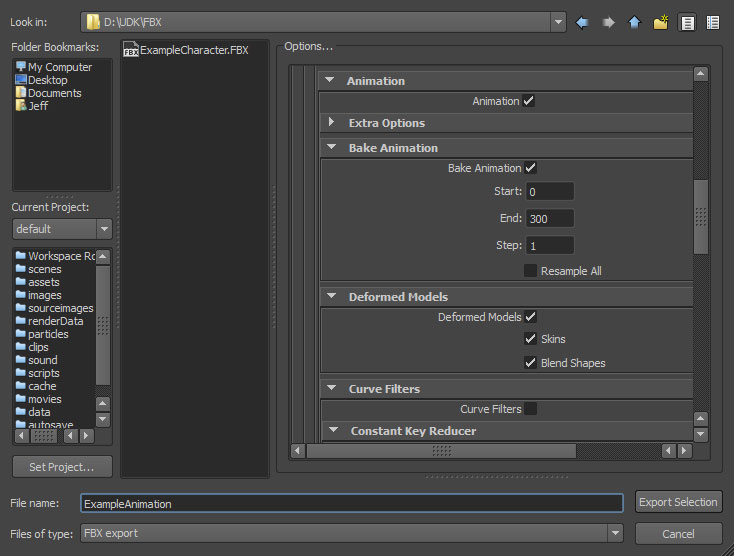 Look in: D:\UDK\FBX
Folder Bookmarks:
My Computer
Desktop
Documents
Jeff
Current Project:
default
Workspace Ro
scenes
assets
images
sourceimages
renderData
particles
clips
sound
scripts
cache
movies
data
autosave
Set Project...
FBX ExampleCharacter.FBX
Options...
Animation
Animation
Extra Options
Bake Animation
Bake Animation
Start: 0
End: 300
Step: 1
Resample All
Deformed Models
Deformed Models
Skins
Blend Shapes
Curve Filters
Curve Filters
Constant Key Reducer
File name: ExampleAnimation
Export Selection
Files of type: FBX export
Cancel